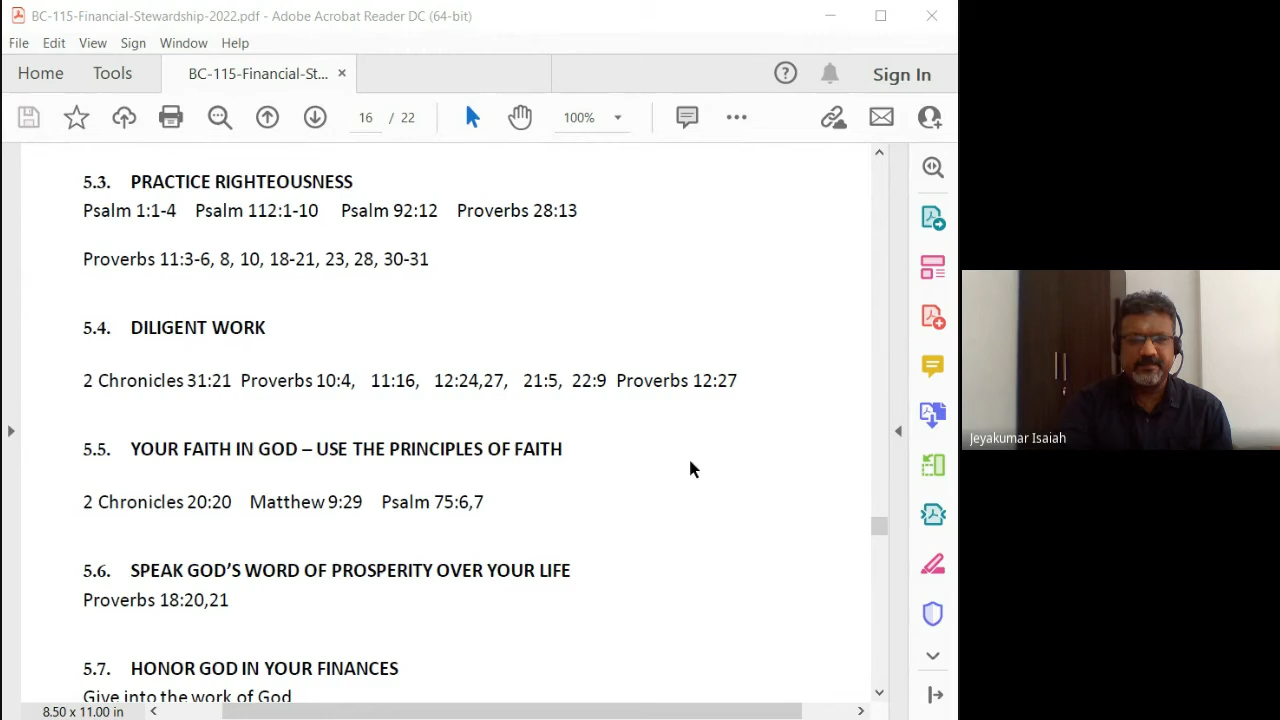 BC-115-Financial-Stewardship-2022.pdf - Adobe Acrobat Reader DC (64-bit)
File Edit View Sign Window Help
Home Tools BC-115-Financial-St... × Sign In
16 / 22 100%
5.3. PRACTICE RIGHTEOUSNESS
Psalm 1:1-4 Psalm 112:1-10 Psalm 92:12 Proverbs 28:13
Proverbs 11:3-6, 8, 10, 18-21, 23, 28, 30-31
5.4. DILIGENT WORK
2 Chronicles 31:21 Proverbs 10:4, 11:16, 12:24,27, 21:5, 22:9 Proverbs 12:27
5.5. YOUR FAITH IN GOD – USE THE PRINCIPLES OF FAITH
2 Chronicles 20:20 Matthew 9:29 Psalm 75:6,7
5.6. SPEAK GOD'S WORD OF PROSPERITY OVER YOUR LIFE
Proverbs 18:20,21
5.7. HONOR GOD IN YOUR FINANCES
Give into the work of God
8.50 x 11.00 in
Jeyakumar Isaiah